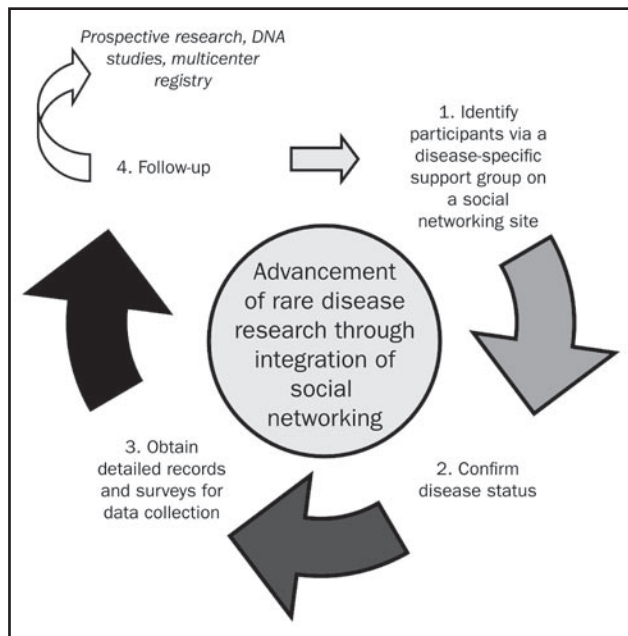 Prospective research, DNA
studies, multicenter
registry
1. Identify
participants via a
disease-specific
support group on
a social
networking site
4. Follow-up
Advancement
of rare disease
research through
integration of
social
networking
3. Obtain
detailed records
and surveys for
data collection
2. Confirm
disease status